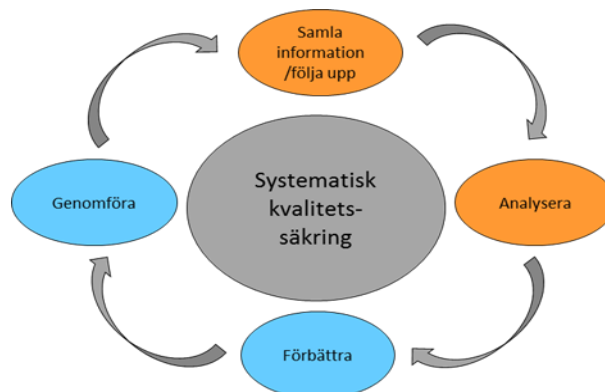 Samla
information
/följa upp
Systematisk
kvalitets-
säkring
Genomföra
Analysera
Förbättra